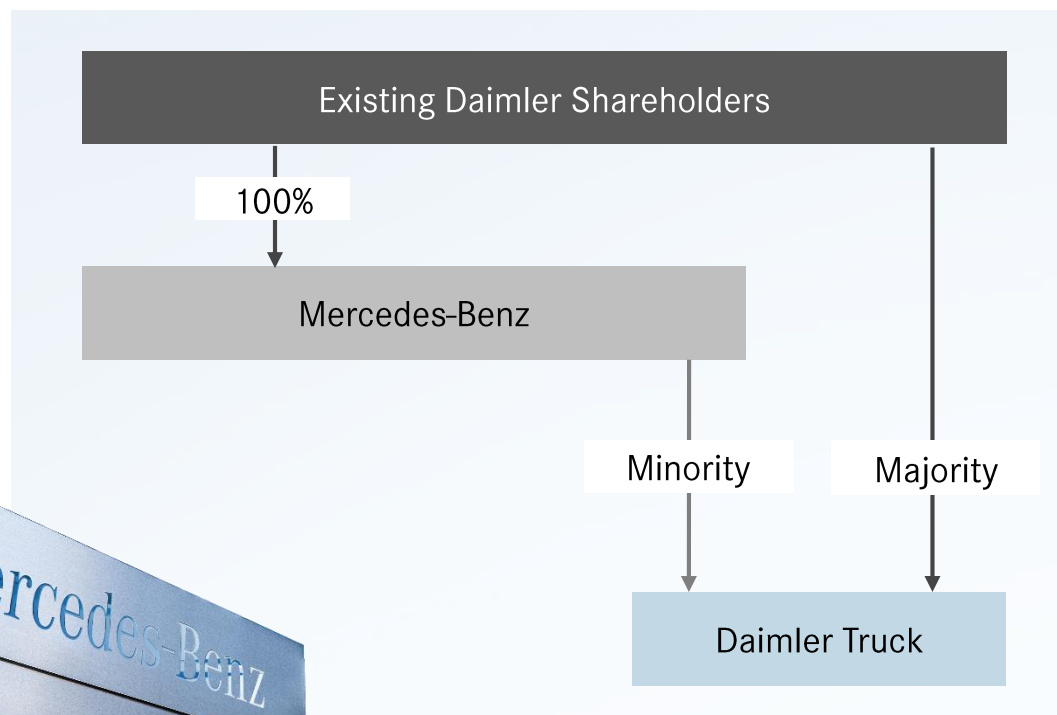 Existing Daimler Shareholders
100%
Mercedes-Benz
Minority
Majority
Daimler Truck
ercedes-Benz